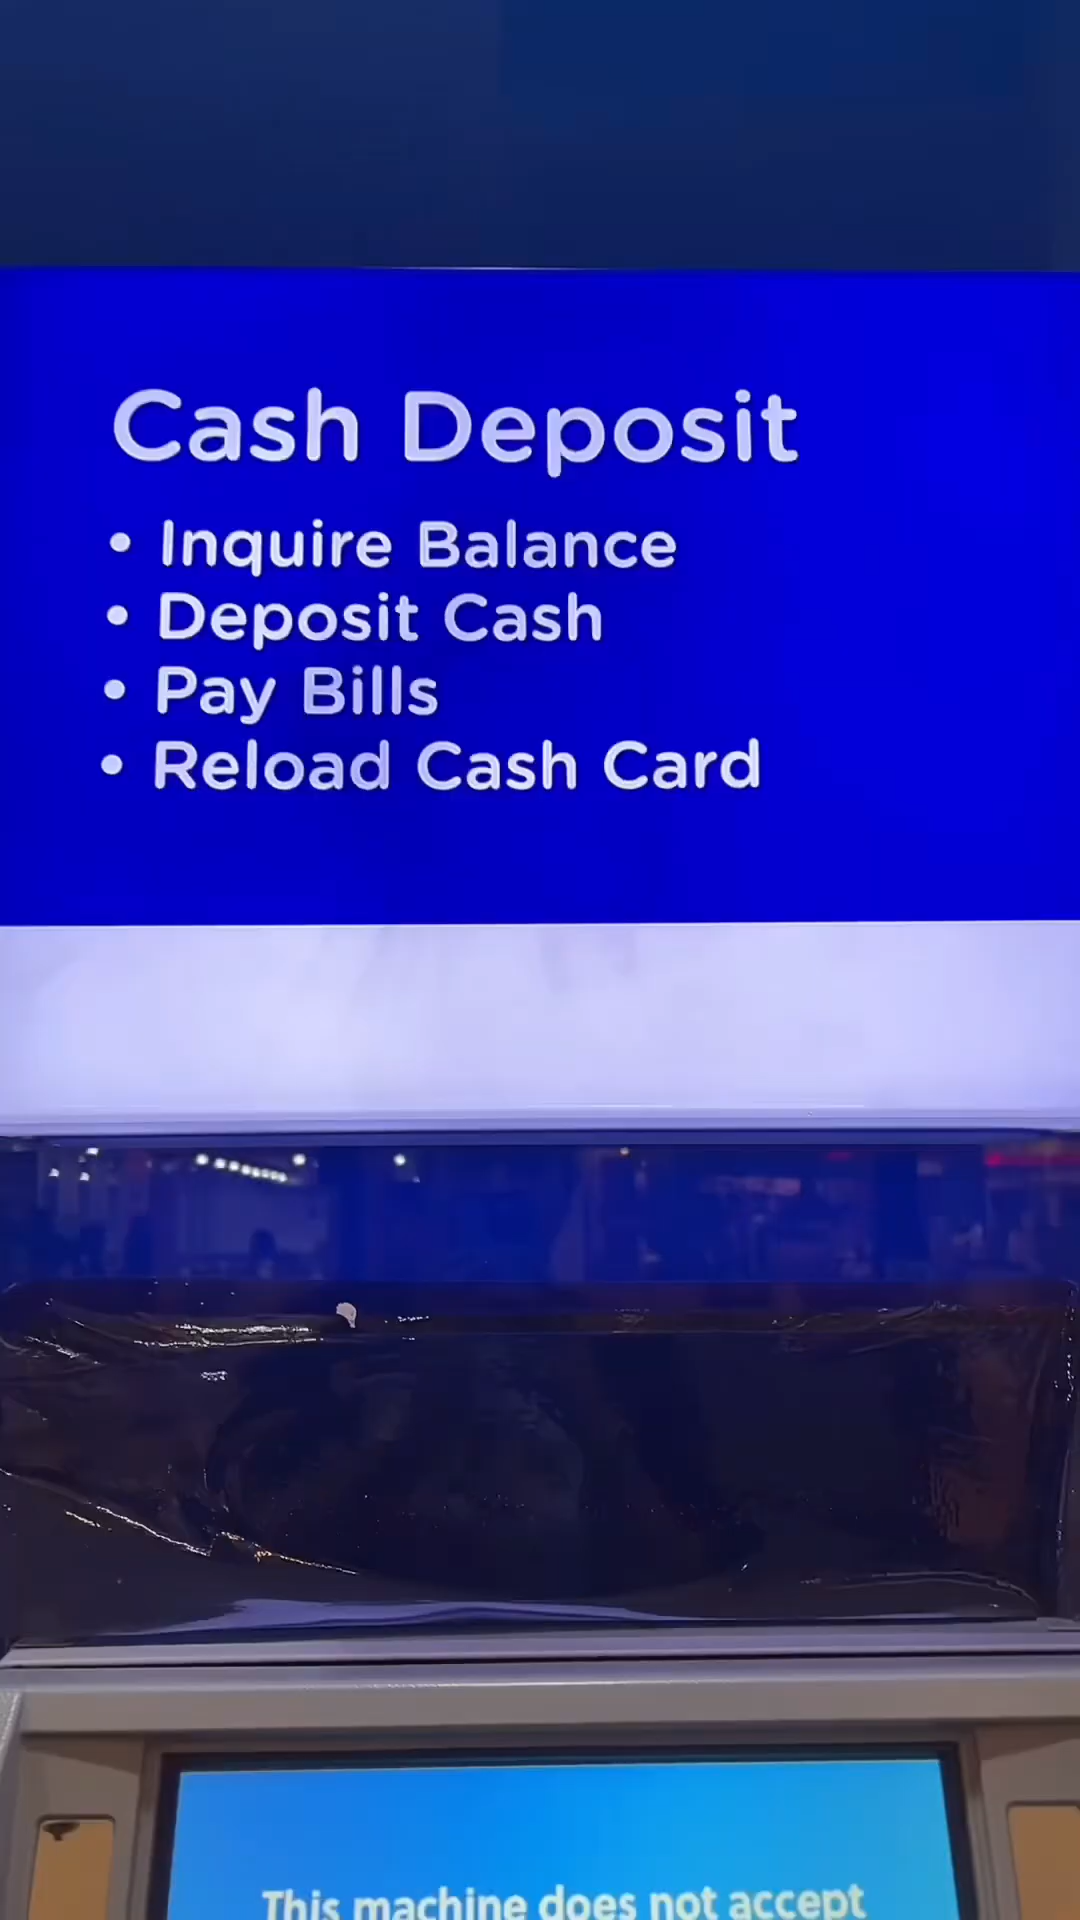 Cash Deposit
• Inquire Balance
• Deposit Cash
• Pay Bills
• Reload Cash Card
This machine does not accept